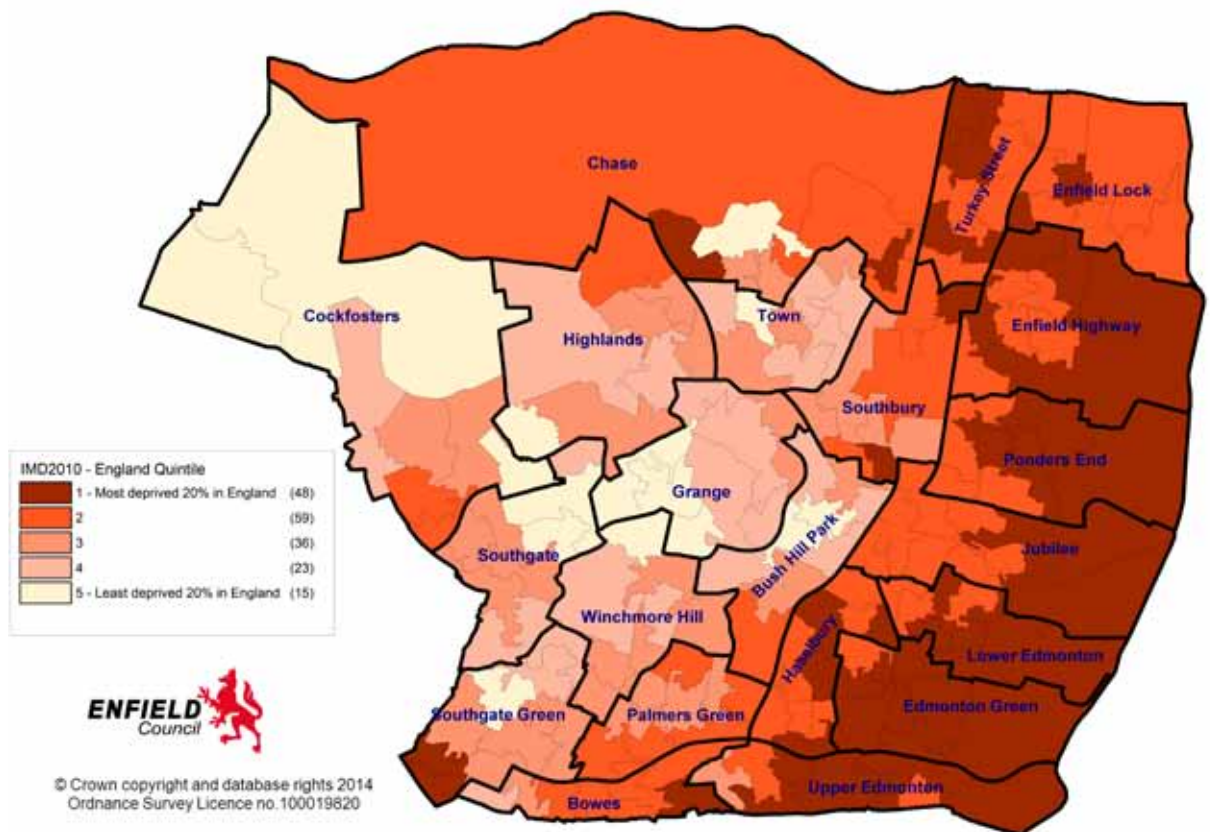 Chase
Turkey Street
Enfield Lock
Cockfosters
Highlands
Town
Enfield Highway
Southbury
Ponders End
Grange
Southgate
Bush Hill Park
Jubilee
Winchmore Hill
Haselbury
Lower Edmonton
Southgate Green
Palmers Green
Edmonton Green
Bowes
Upper Edmonton
IMD2010 - England Quintile
1 - Most deprived 20% in England (48)
2 (59)
3 (36)
4 (23)
5 - Least deprived 20% in England (15)
ENFIELD
Council
© Crown copyright and database rights 2014
Ordnance Survey Licence no.100019820